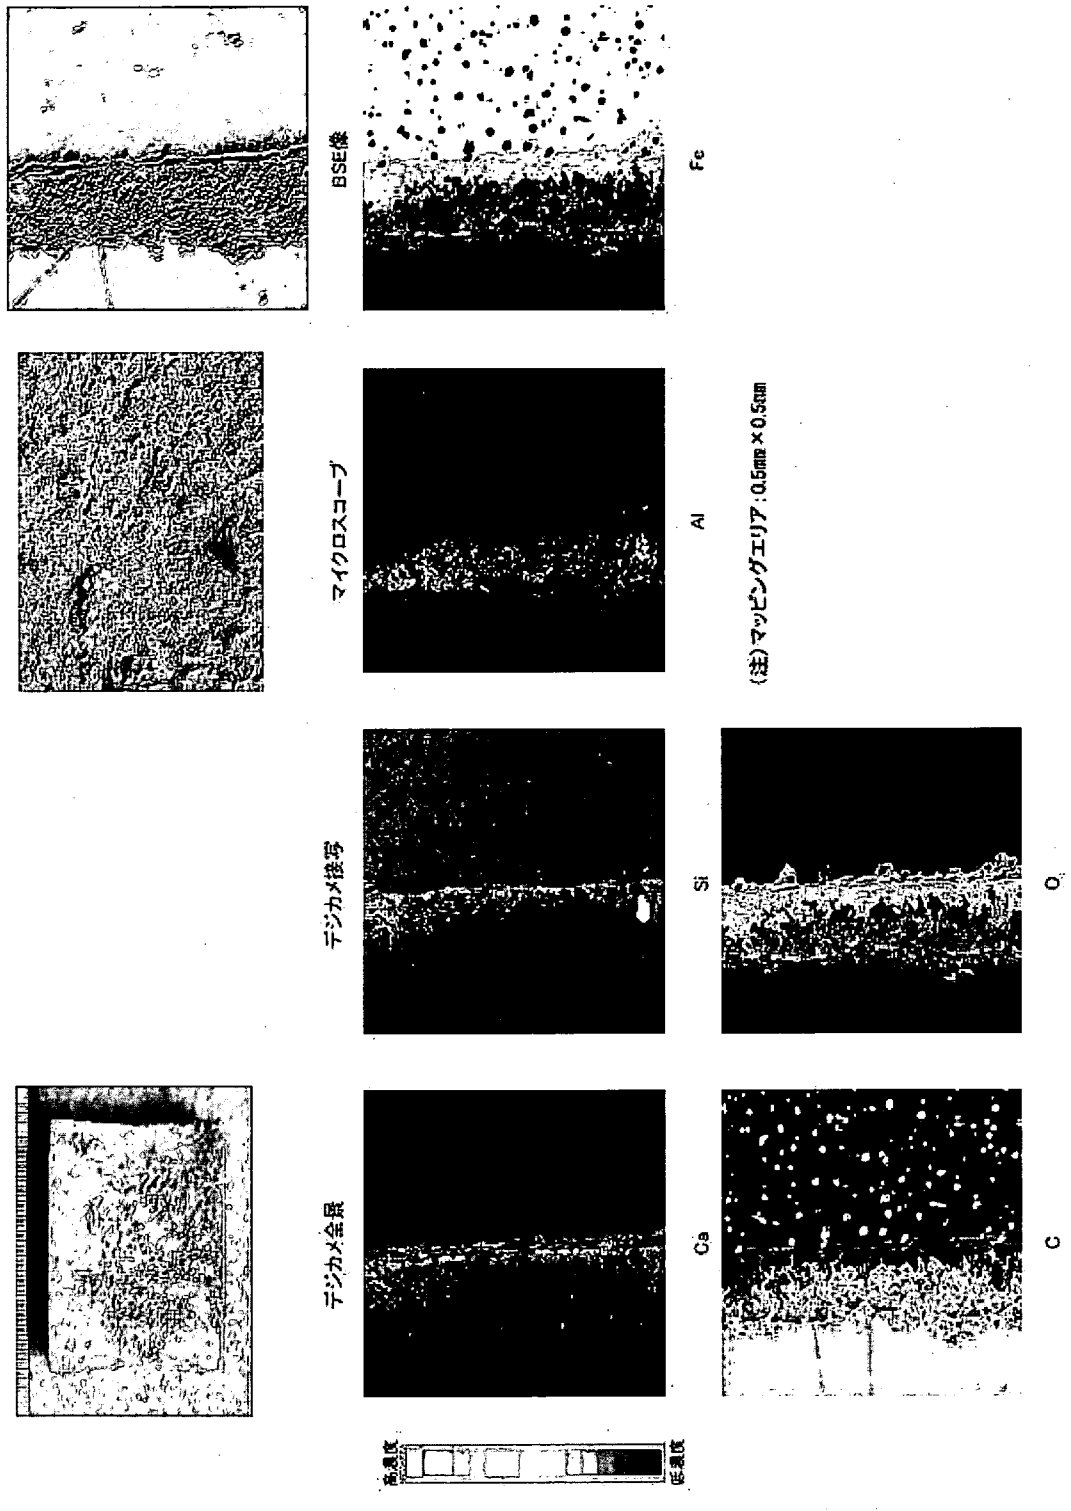 デジカメ全景
デジカメ接写
マイクロスコープ
BSE像
高濃度
低濃度
Ca
Si
Al
Fe
C
O
(注)マッピングエリア:0.5mm×0.5mm